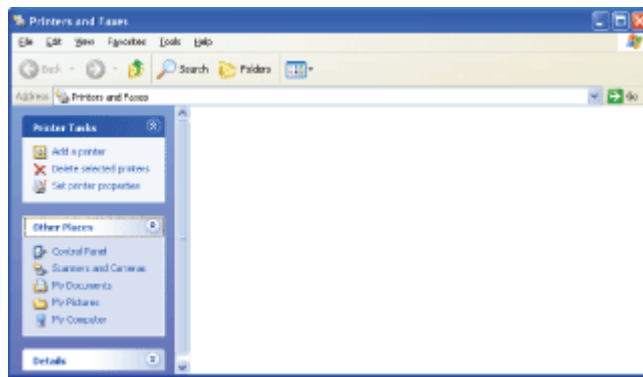 Printers and Faxes
File Edit View Favorites Tools Help
Back Search Folders
Address Printers and Faxes Go
Printer Tasks
Add a printer
Delete selected printers
Set printer properties
Other Places
Control Panel
Scanners and Cameras
My Documents
My Pictures
My Computer
Details